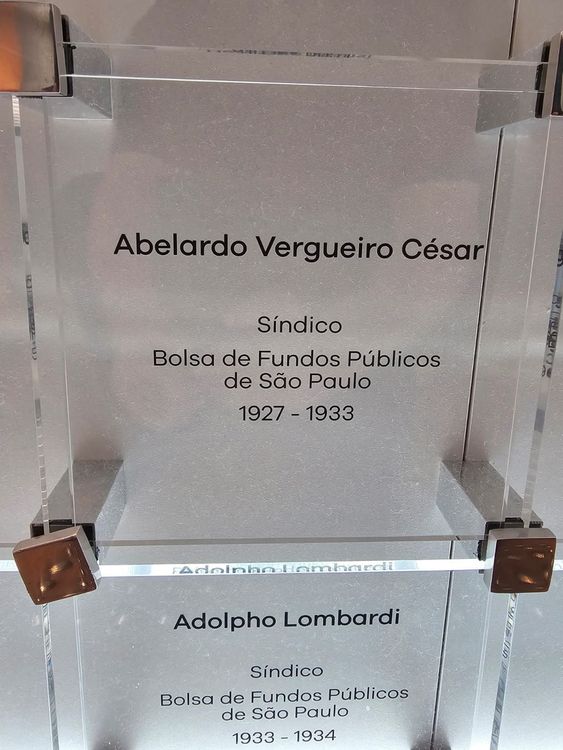 Abelardo Vergueiro César
Síndico
Bolsa de Fundos Públicos
de São Paulo
1927 - 1933
Adolpho Lombardi
Adolpho Lombardi
Síndico
Bolsa de Fundos Públicos
de São Paulo
1933 - 1934